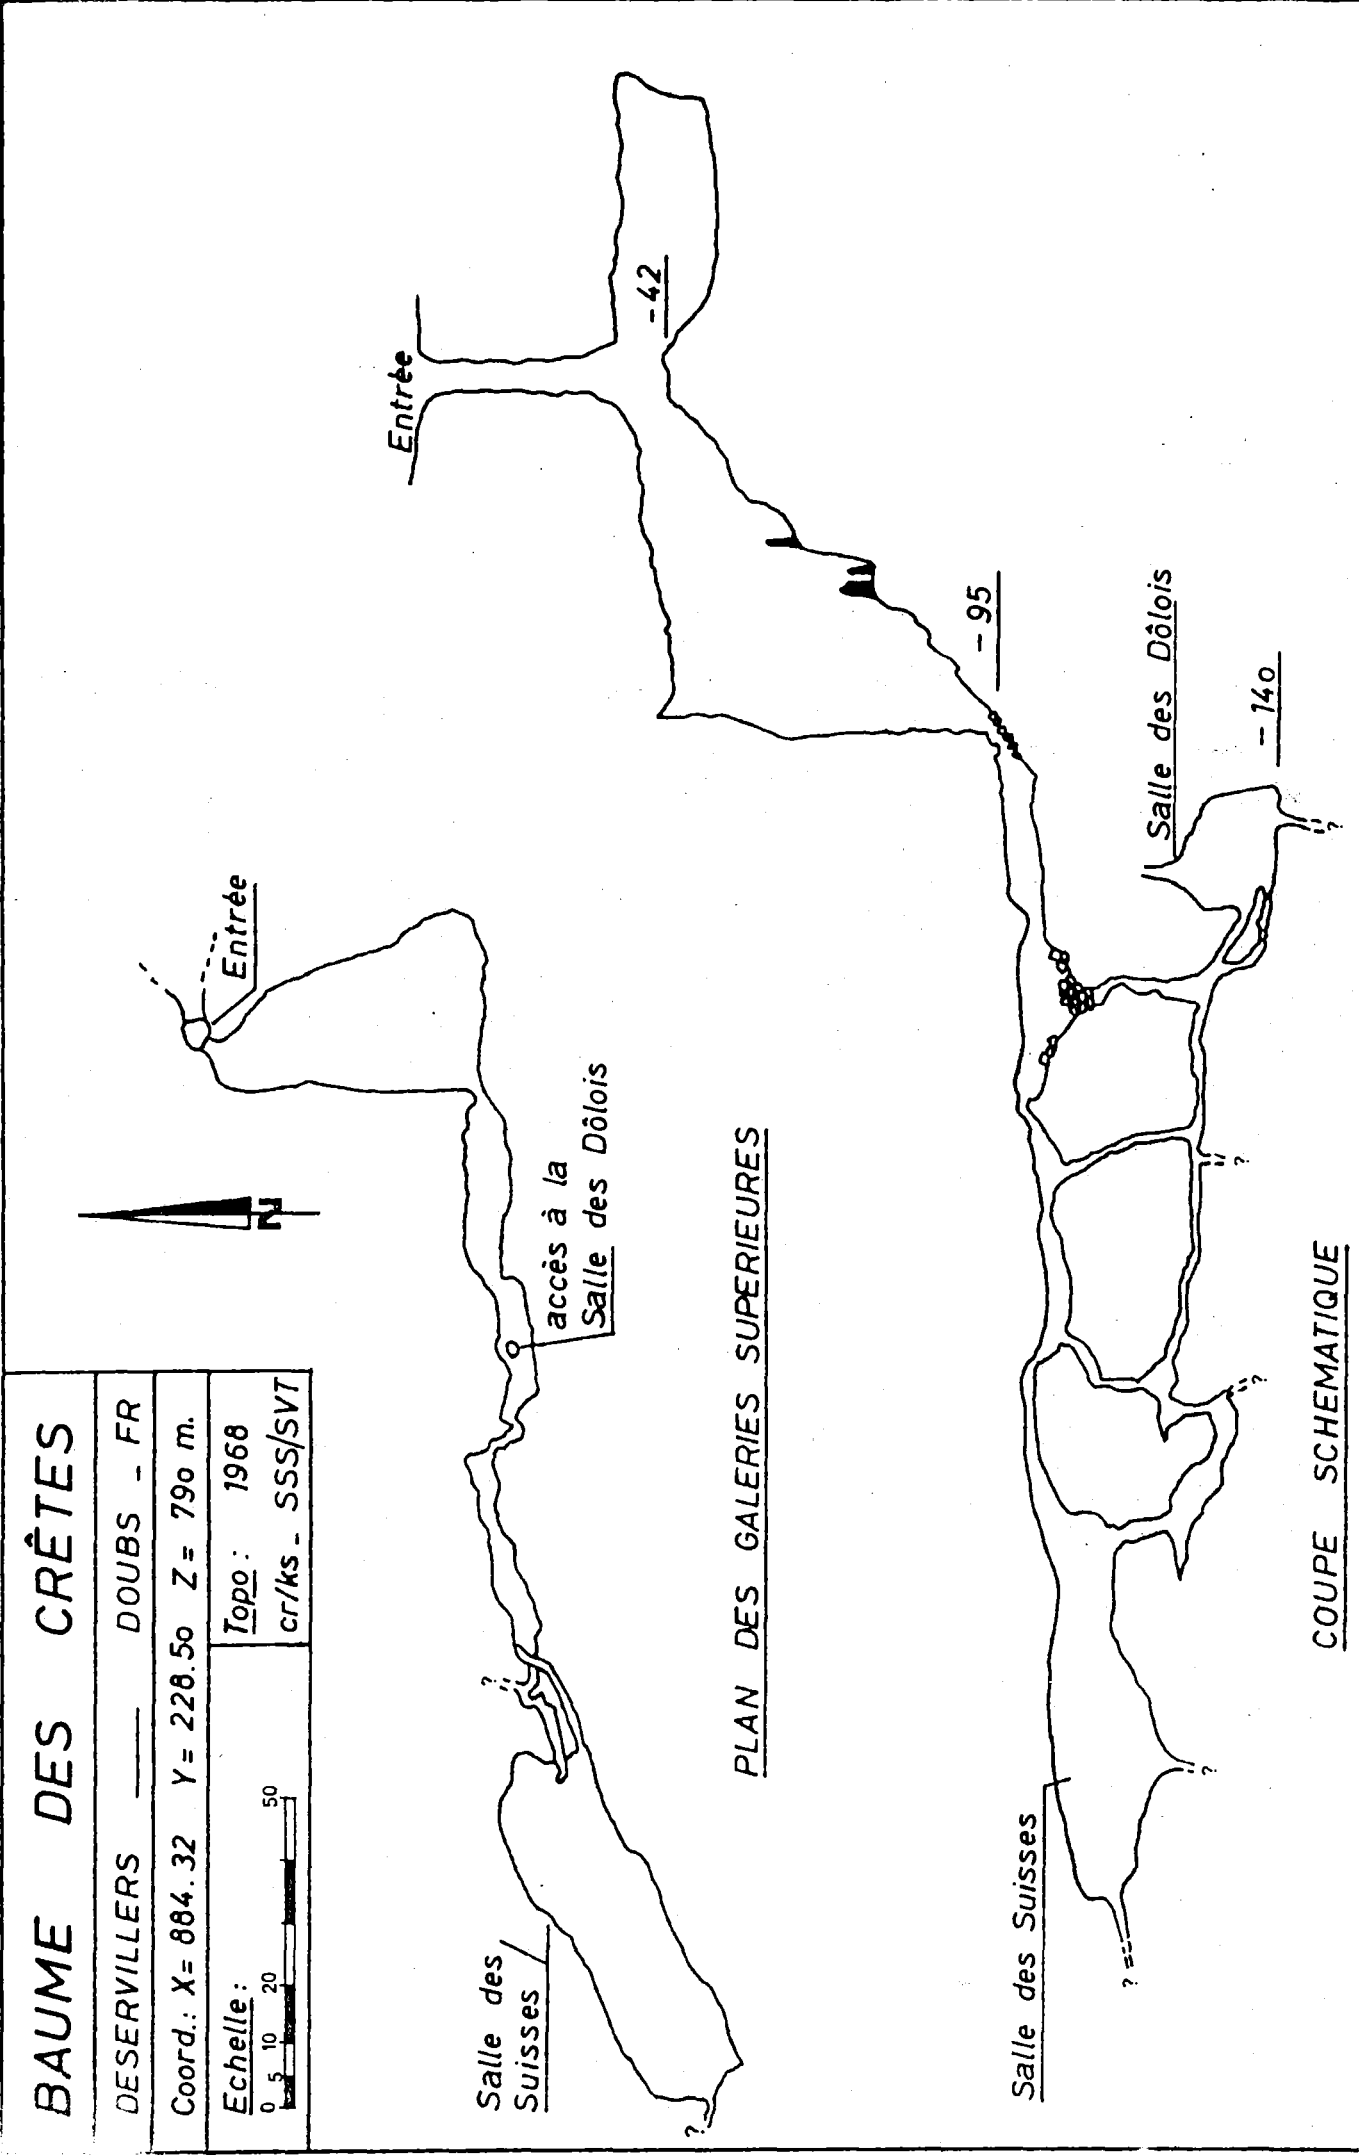 BAUME DES CRÊTES
DESERVILLERS — DOUBS - FR
Coord.: X= 884.32 Y= 228.5o Z= 79o m.
Echelle:
0 5 10 20 50
Topo: 1968
cr/ks - SSS/SVT
N
Entrée
accès à la
Salle des Dôlois
?
Salle des
Suisses
?
PLAN DES GALERIES SUPERIEURES
Entrée
-42
-95
Salle des Dôlois
-14o
?
?
?
Salle des Suisses
?
?
COUPE SCHEMATIQUE